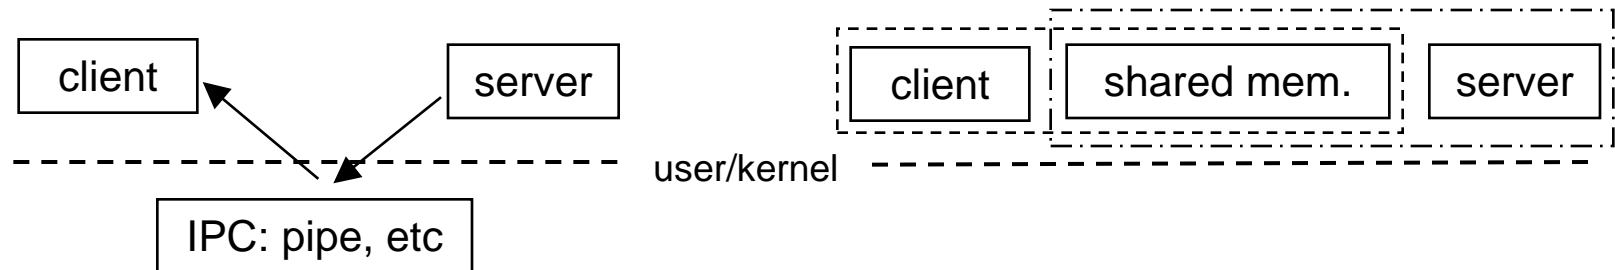 client
server
client
shared mem.
server
user/kernel
IPC: pipe, etc